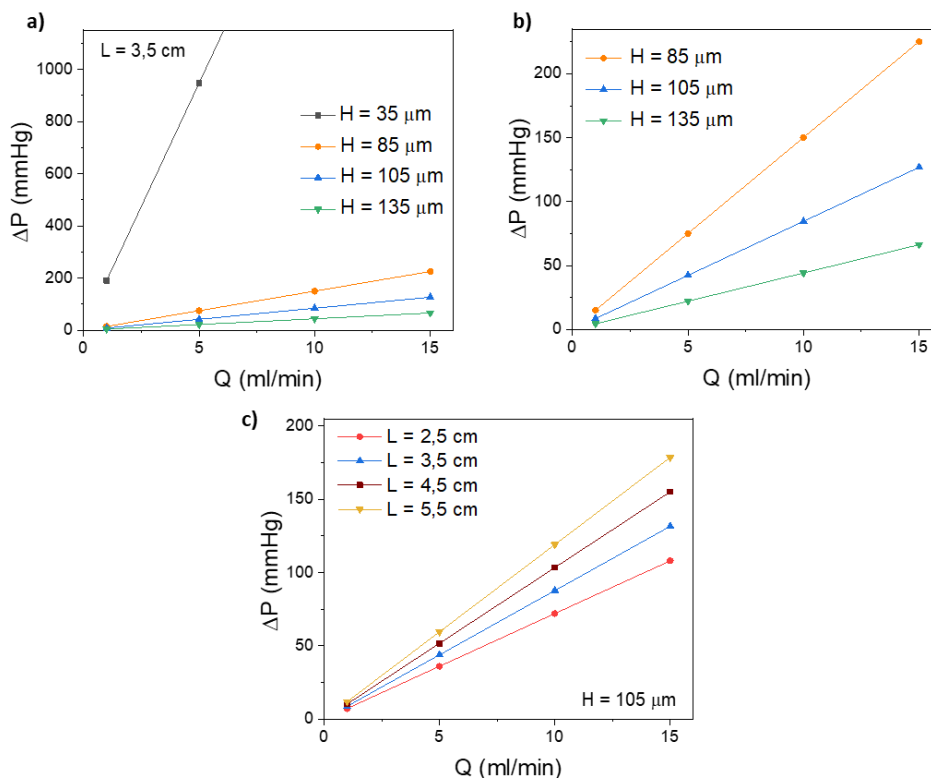 a)
L = 3,5 cm
H = 35 μm
H = 85 μm
H = 105 μm
H = 135 μm
ΔP (mmHg)
1000
800
600
400
200
0
0 5 10 15
Q (ml/min)
b)
H = 85 μm
H = 105 μm
H = 135 μm
ΔP (mmHg)
200
150
100
50
0
0 5 10 15
Q (ml/min)
c)
L = 2,5 cm
L = 3,5 cm
L = 4,5 cm
L = 5,5 cm
ΔP (mmHg)
200
150
100
50
0
0 5 10 15
H = 105 μm
Q (ml/min)